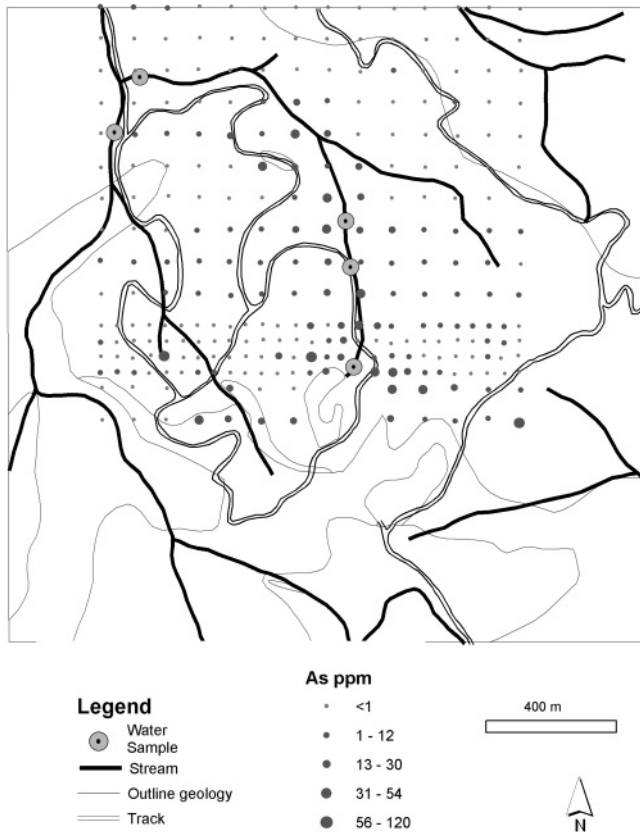 As ppm
Legend
<1
400 m
Water
Sample
1 - 12
Stream
13 - 30
Outline geology
31 - 54
Track
56 - 120
N